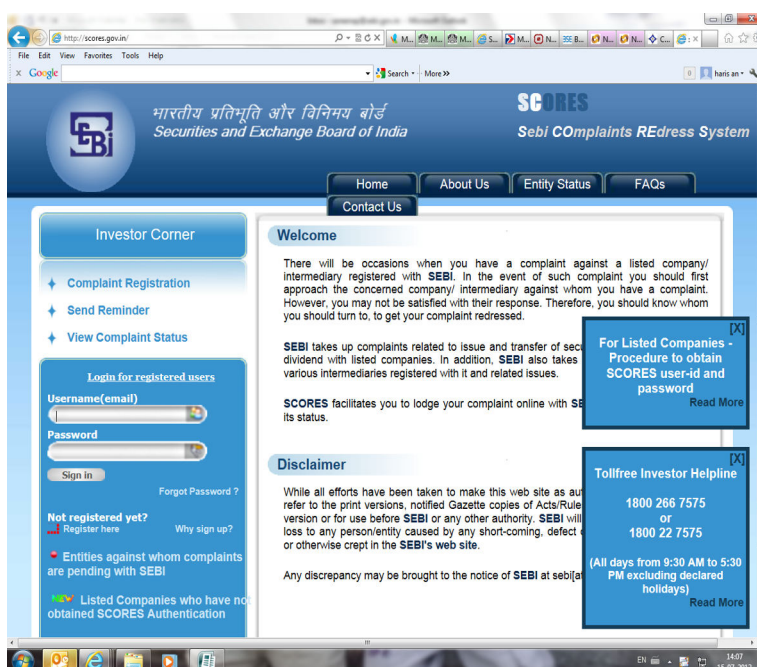 http://scores.gov.in/
File Edit View Favorites Tools Help
Google
Search
More >>
haris an
SEBI
भारतीय प्रतिभूति और विनिमय बोर्ड
Securities and Exchange Board of India
SCORES
Sebi COmplaints REdress System
Home
About Us
Entity Status
FAQs
Contact Us
Investor Corner
Complaint Registration
Send Reminder
View Complaint Status
Login for registered users
Username(email)
Password
Sign in
Forgot Password ?
Not registered yet?
Register here
Why sign up?
Entities against whom complaints
are pending with SEBI
NEW Listed Companies who have no
obtained SCORES Authentication
Welcome
There will be occasions when you have a complaint against a listed company/
intermediary registered with SEBI. In the event of such complaint you should first
approach the concerned company/ intermediary against whom you have a complaint.
However, you may not be satisfied with their response. Therefore, you should know whom
you should turn to, to get your complaint redressed.
SEBI takes up complaints related to issue and transfer of secu
dividend with listed companies. In addition, SEBI also takes
various intermediaries registered with it and related issues.
SCORES facilitates you to lodge your complaint online with SE
its status.
Disclaimer
While all efforts have been taken to make this web site as au
refer to the print versions, notified Gazette copies of Acts/Rule
version or for use before SEBI or any other authority. SEBI will
loss to any person/entity caused by any short-coming, defect
or otherwise crept in the SEBI's web site.
Any discrepancy may be brought to the notice of SEBI at sebi[at
[X]
For Listed Companies -
Procedure to obtain
SCORES user-id and
password
Read More
[X]
Tollfree Investor Helpline
1800 266 7575
or
1800 22 7575
(All days from 9:30 AM to 5:30
PM excluding declared
holidays)
Read More
EN
14:07